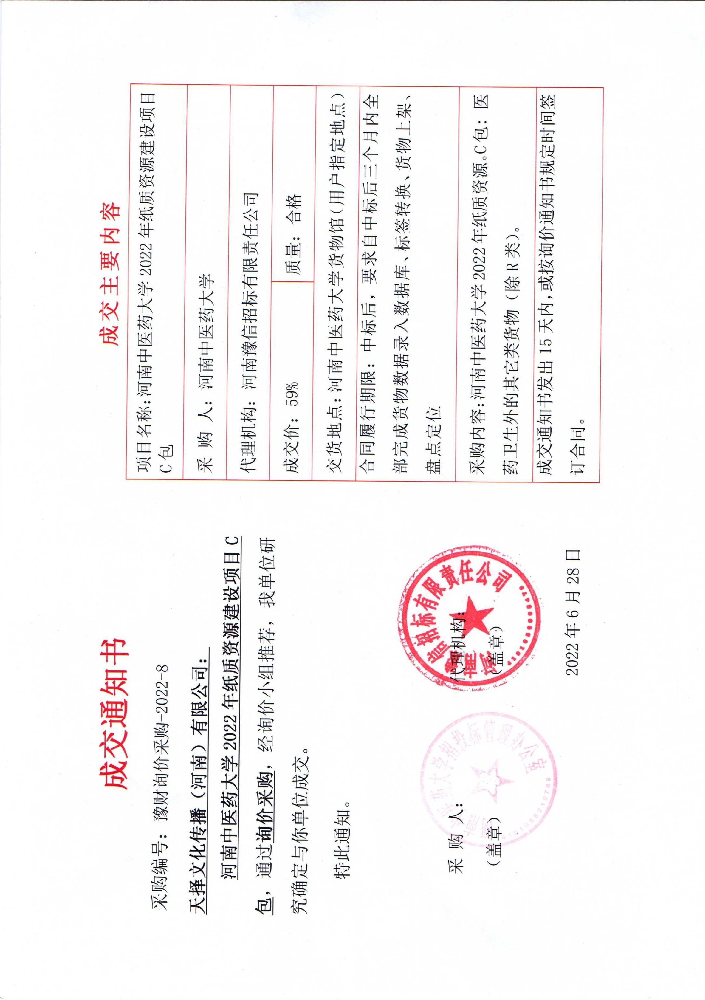 成交通知书
采购编号：豫财询价采购-2022-8
天择文化传播（河南）有限公司：
河南中医药大学 2022 年纸质资源建设项目 C
包，通过询价采购，经询价小组推荐，我单位研
究确定与你单位成交。
特此通知。
采 购 人：
（盖章）
代理机构：
（盖章）
招标有限责任公司
大学招投标管理办公室
4101055210769
2022 年 6 月 28 日
成交主要内容
项目名称：河南中医药大学 2022 年纸质资源建设项目
C 包
采 购 人：河南中医药大学
代理机构：河南豫信招标有限责任公司
成交价：59%
质量：合格
交货地点：河南中医药大学货物馆（用户指定地点）
合同履行期限：中标后，要求自中标后三个月内全
部完成货物数据录入数据库、标签转换、货物上架、
盘点定位
采购内容：河南中医药大学 2022 年纸质资源。C 包：医
药卫生外的其它类货物（除 R 类）。
成交通知书发出 15 天内，或按询价通知书规定时间签
订合同。